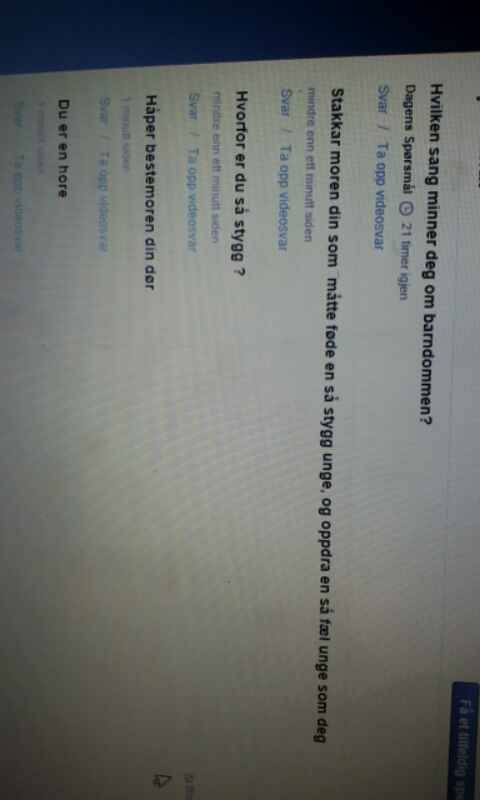 Hvilken sang minner deg om barndommen?
Dagens Spørsmål 21 timer igjen
Svar / Ta opp videosvar
Stakkar moren din som ¨måtte føde en så stygg unge, og oppdra en så fæl unge som deg
mindre enn ett minutt siden
Svar / Ta opp videosvar
Hvorfor er du så stygg ?
mindre enn ett minutt siden
Svar / Ta opp videosvar
Håper bestemoren din dør
1 minutt siden
Svar / Ta opp videosvar
Du er en hore
1 minutt siden
Svar / Ta opp videosvar
Få et tilfeldig